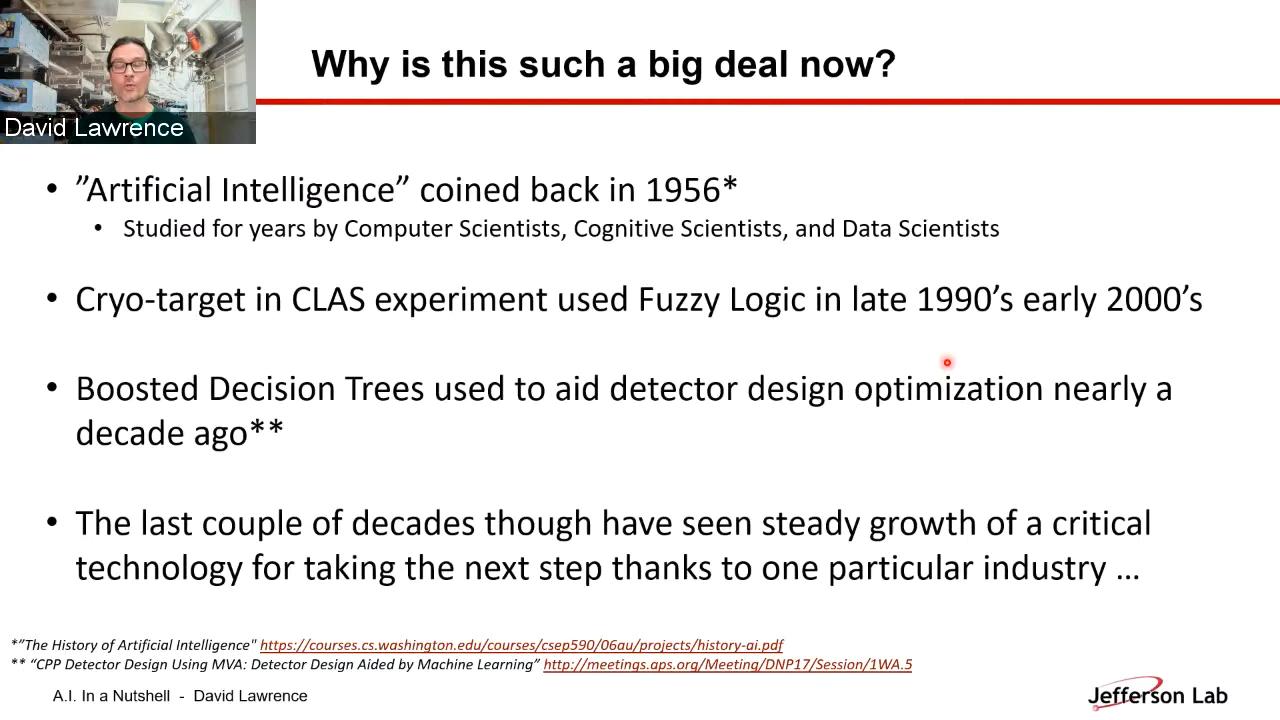 David Lawrence
Why is this such a big deal now?
• ”Artificial Intelligence” coined back in 1956*
• Studied for years by Computer Scientists, Cognitive Scientists, and Data Scientists
• Cryo-target in CLAS experiment used Fuzzy Logic in late 1990’s early 2000’s
• Boosted Decision Trees used to aid detector design optimization nearly a
decade ago**
• The last couple of decades though have seen steady growth of a critical
technology for taking the next step thanks to one particular industry …
*”The History of Artificial Intelligence" https://courses.cs.washington.edu/courses/csep590/06au/projects/history-ai.pdf
** “CPP Detector Design Using MVA: Detector Design Aided by Machine Learning” http://meetings.aps.org/Meeting/DNP17/Session/1WA.5
A.I. In a Nutshell - David Lawrence
Jefferson Lab